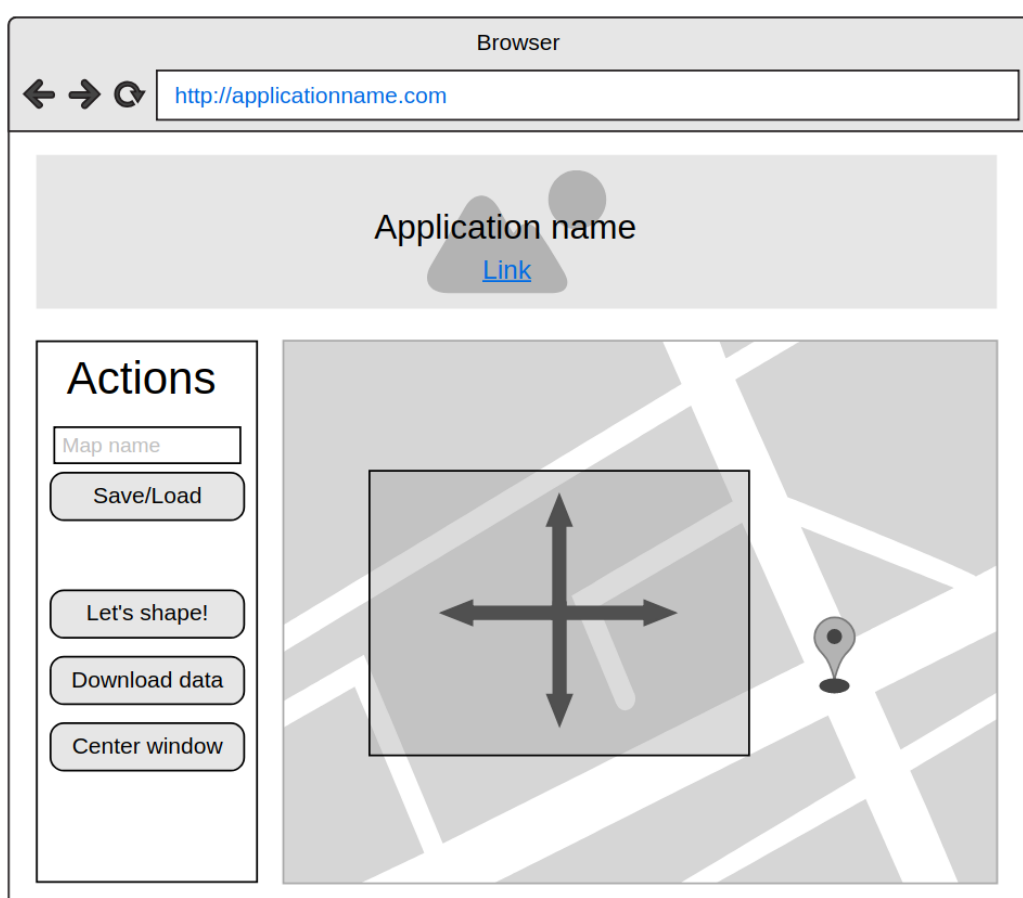 Browser
http://applicationname.com
Application name
Link
Actions
Map name
Save/Load
Let's shape!
Download data
Center window